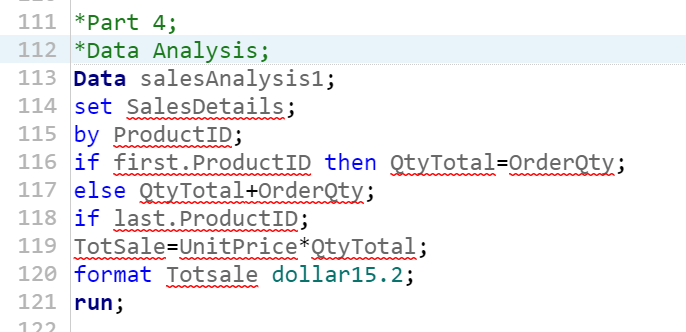 111 *Part 4;
112 *Data Analysis;
113 Data salesAnalysis1;
114 set SalesDetails;
115 by ProductID;
116 if first.ProductID then QtyTotal=OrderQty;
117 else QtyTotal+OrderQty;
118 if last.ProductID;
119 TotSale=UnitPrice*QtyTotal;
120 format Totsale dollar15.2;
121 run;